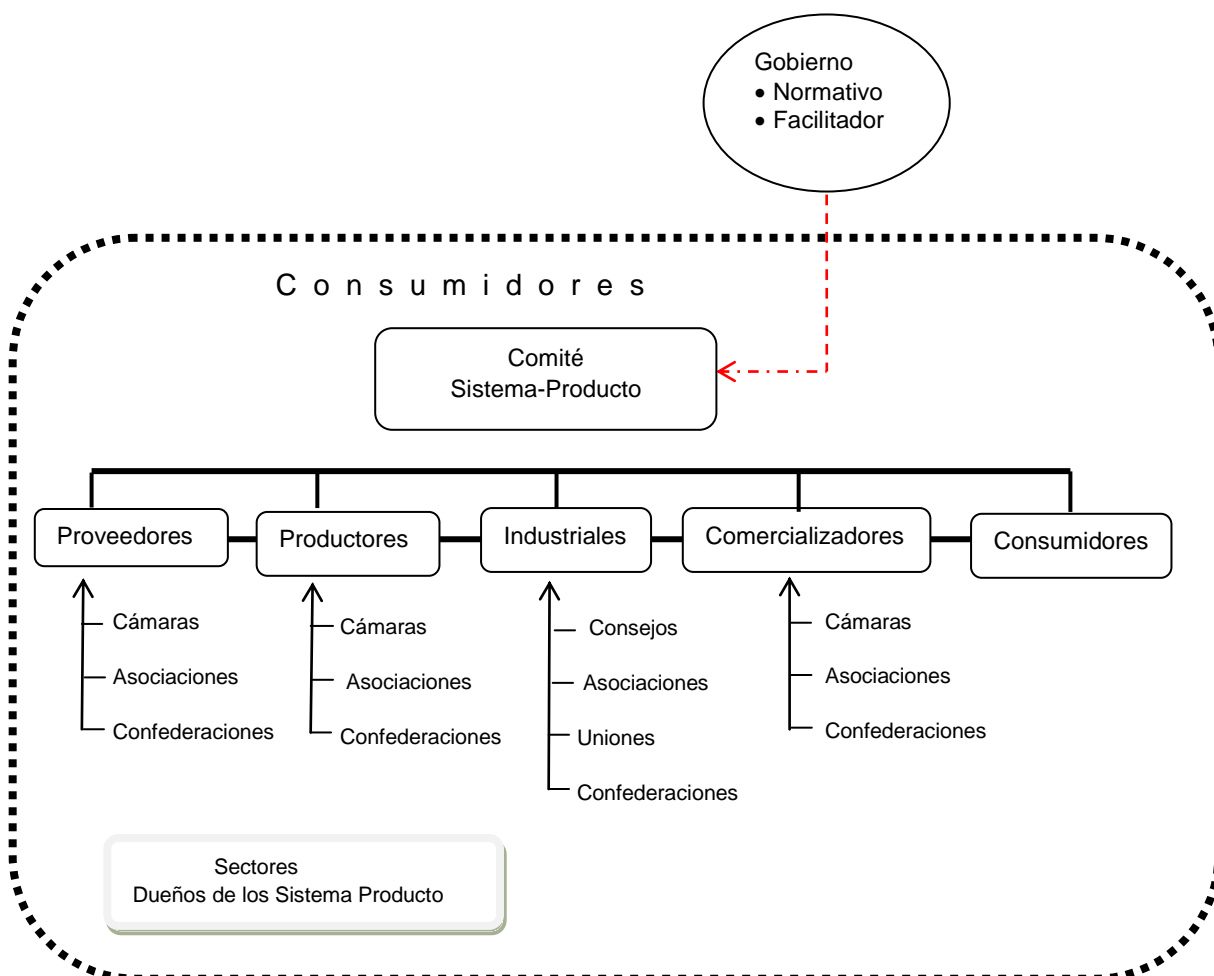 Gobierno
• Normativo
• Facilitador
Consumidores
Comité
Sistema-Producto
Proveedores
Productores
Industriales
Comercializadores
Consumidores
Cámaras
Asociaciones
Confederaciones
Cámaras
Asociaciones
Confederaciones
Consejos
Asociaciones
Uniones
Confederaciones
Cámaras
Asociaciones
Confederaciones
Sectores
Dueños de los Sistema Producto